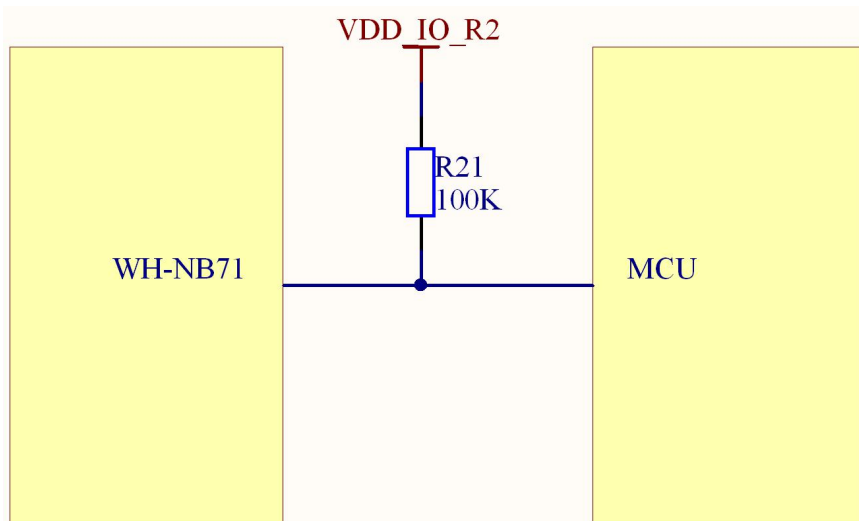 VDD_IO_R2
R21
100K
WH-NB71
MCU